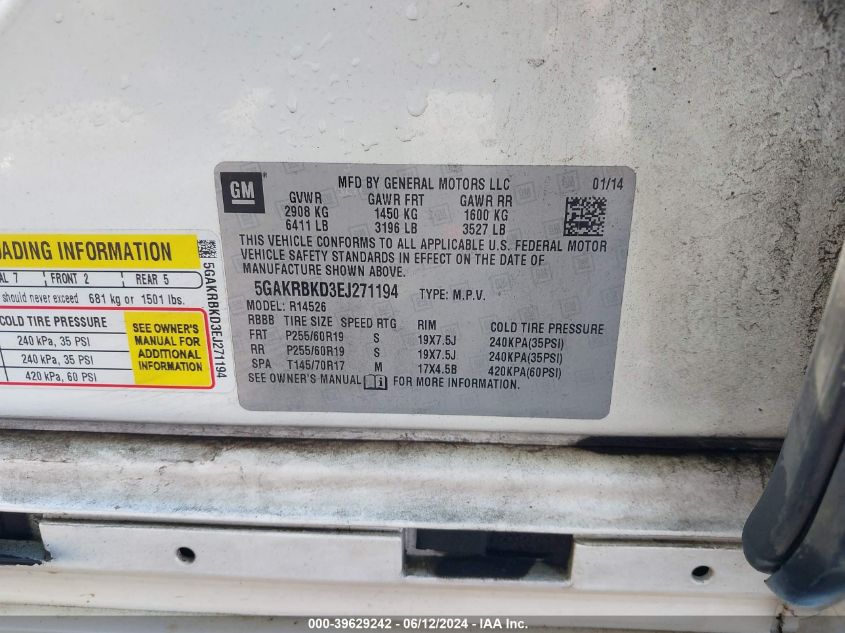 GM
MFD BY GENERAL MOTORS LLC 01/14
GVWR GAWR FRT GAWR RR
2908 KG 1450 KG 1600 KG
6411 LB 3196 LB 3527 LB
THIS VEHICLE CONFORMS TO ALL APPLICABLE U.S. FEDERAL MOTOR
VEHICLE SAFETY STANDARDS IN EFFECT ON THE DATE OF
MANUFACTURE SHOWN ABOVE.
5GAKRBKD3EJ271194 TYPE: M.P.V.
MODEL: R14526
RBBB TIRE SIZE SPEED RTG RIM COLD TIRE PRESSURE
FRT P255/60R19 S 19X7.5J 240KPA(35PSI)
RR P255/60R19 S 19X7.5J 240KPA(35PSI)
SPA T145/70R17 M 17X4.5B 420KPA(60PSI)
SEE OWNER'S MANUAL FOR MORE INFORMATION.
OADING INFORMATION
AL 7 FRONT 2 REAR 5
should never exceed 681 kg or 1501 lbs.
COLD TIRE PRESSURE
240 kPa, 35 PSI
240 kPa, 35 PSI
420 kPa, 60 PSI
SEE OWNER'S
MANUAL FOR
ADDITIONAL
INFORMATION
5GAKRBKD3EJ271194
000-39629242 - 06/12/2024 - IAA Inc.